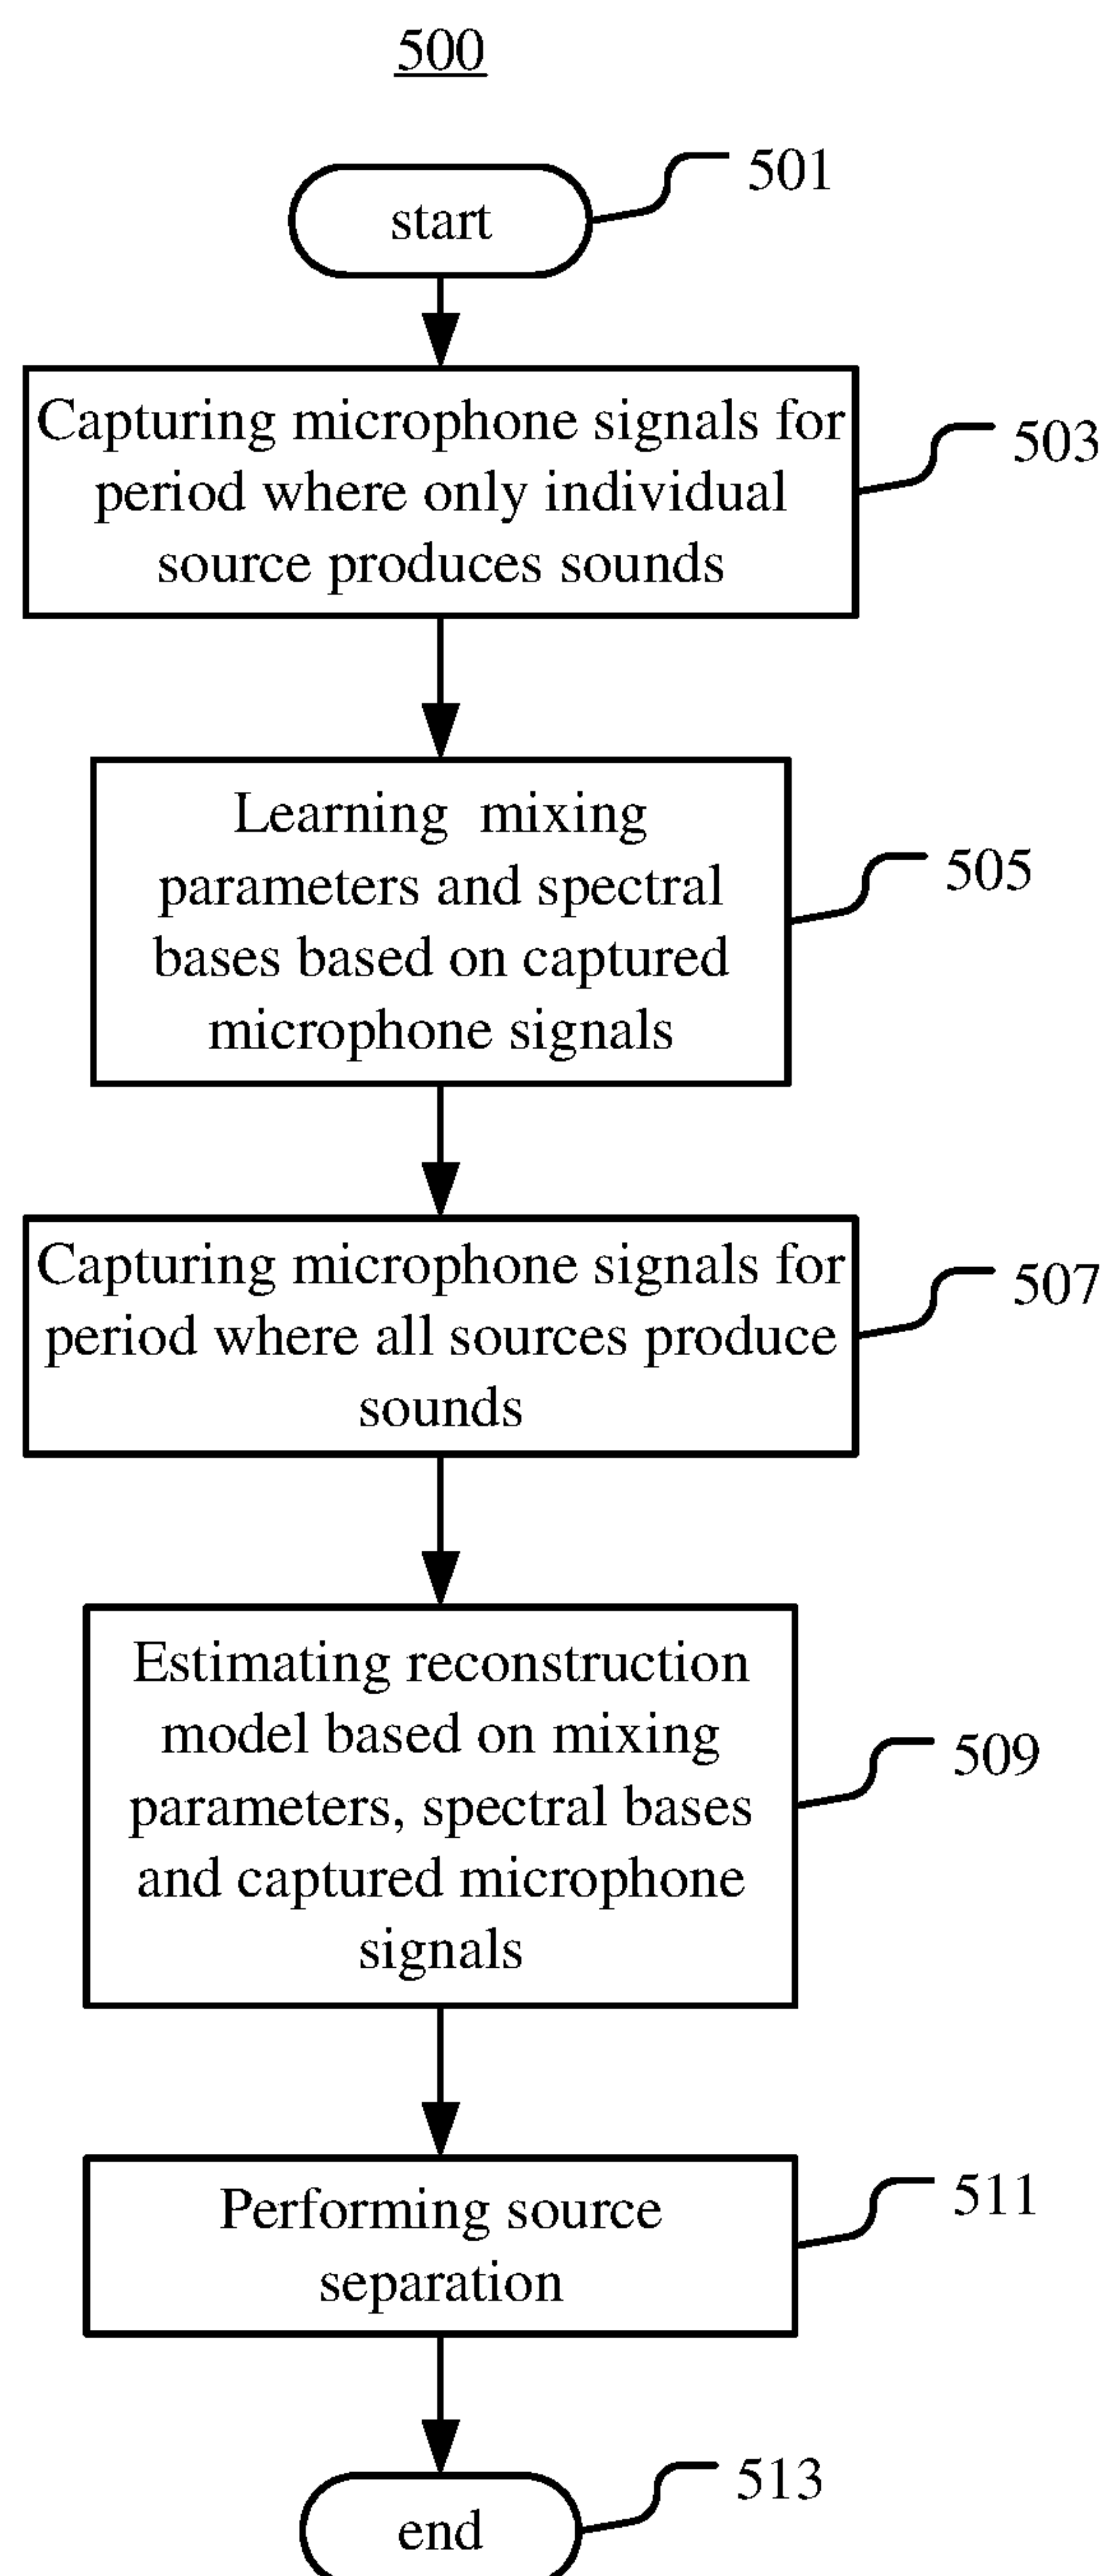 500
start
501
Capturing microphone signals for
period where only individual
source produces sounds
503
Learning mixing
parameters and spectral
bases based on captured
microphone signals
505
Capturing microphone signals for
period where all sources produce
sounds
507
Estimating reconstruction
model based on mixing
parameters, spectral bases
and captured microphone
signals
509
Performing source
separation
511
end
513